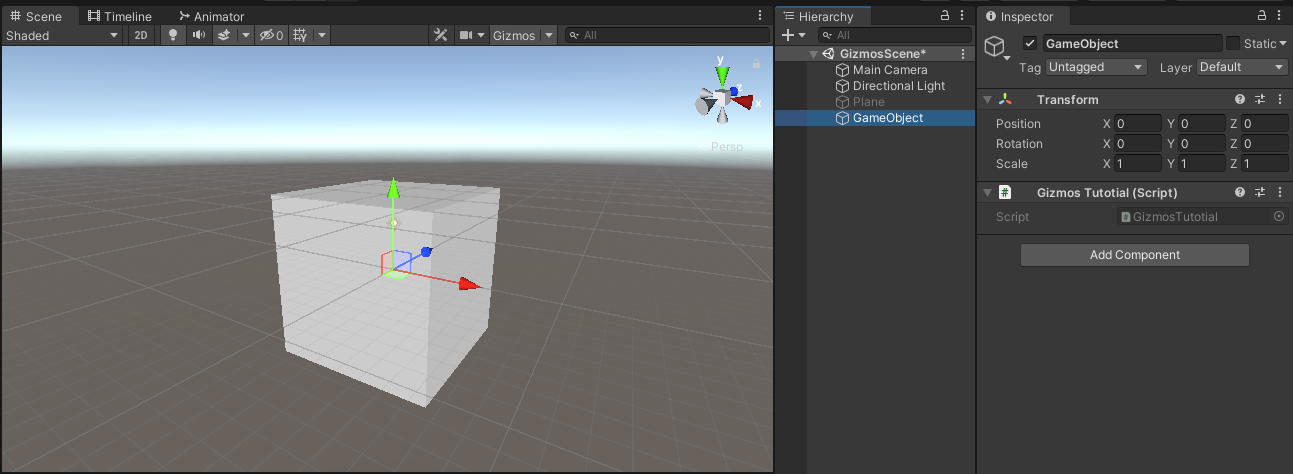 Scene Timeline Animator
Shaded 2D 0 Gizmos All
y
z
x
Persp
Hierarchy
All
GizmosScene*
Main Camera
Directional Light
Plane
GameObject
Inspector
GameObject Static
Tag Untagged Layer Default
Transform
Position X 0 Y 0 Z 0
Rotation X 0 Y 0 Z 0
Scale X 1 Y 1 Z 1
# Gizmos Tutotial (Script)
Script GizmosTutotial
Add Component